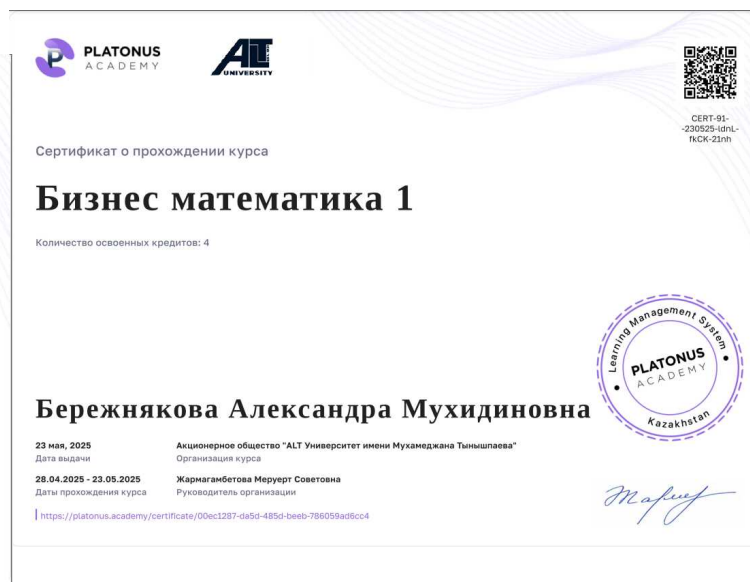 PLATONUS
ACADEMY
ALT
UNIVERSITY
CERT-91-
-230525-ldnL-
fkCK-21nh
Сертификат о прохождении курса
Бизнес математика 1
Количество освоенных кредитов: 4
Learning Management System
PLATONUS
ACADEMY
Kazakhstan
Бережнякова Александра Мухидиновна
23 мая, 2025
Дата выдачи
Акционерное общество "ALT Университет имени Мухамеджана Тынышпаева"
Организация курса
28.04.2025 - 23.05.2025
Даты прохождения курса
Жармагамбетова Меруерт Советовна
Руководитель организации
https://platonus.academy/certificate/00ec1287-da5d-485d-beeb-786059ad6cc4